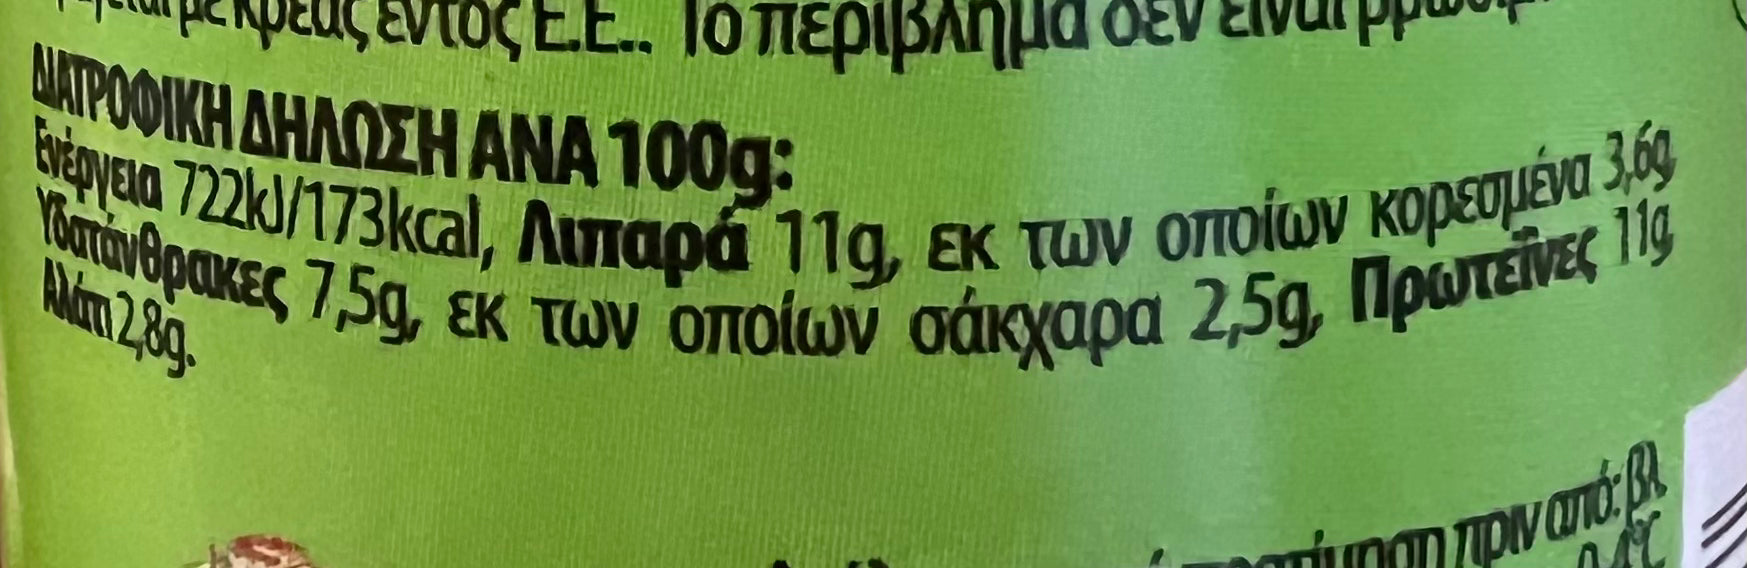 με κρέας εντός Ε.Ε.. Το περίβλημα δεν είναι
ΔΙΑΤΡΟΦΙΚΗ ΔΗΛΩΣΗ ΑΝΑ 100g:
Ενέργεια 722kJ/173kcal, Λιπαρά 11g, εκ των οποίων κορεσμένα 3,6g
Υδατάνθρακες 7,5g, εκ των οποίων σάκχαρα 2,5g, Πρωτεΐνες 11g
Αλάτι 2,8g.
πριν από: βλ